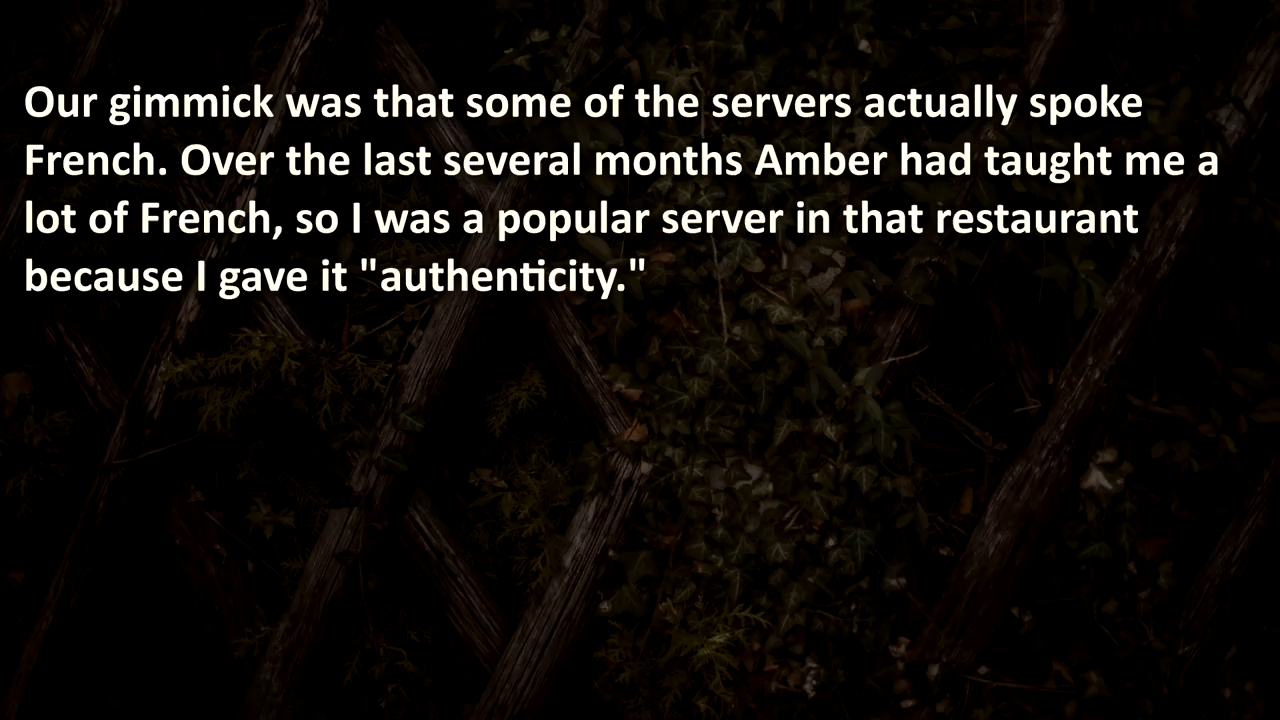 Our gimmick was that some of the servers actually spoke
French. Over the last several months Amber had taught me a
lot of French, so I was a popular server in that restaurant
because I gave it "authenticity."